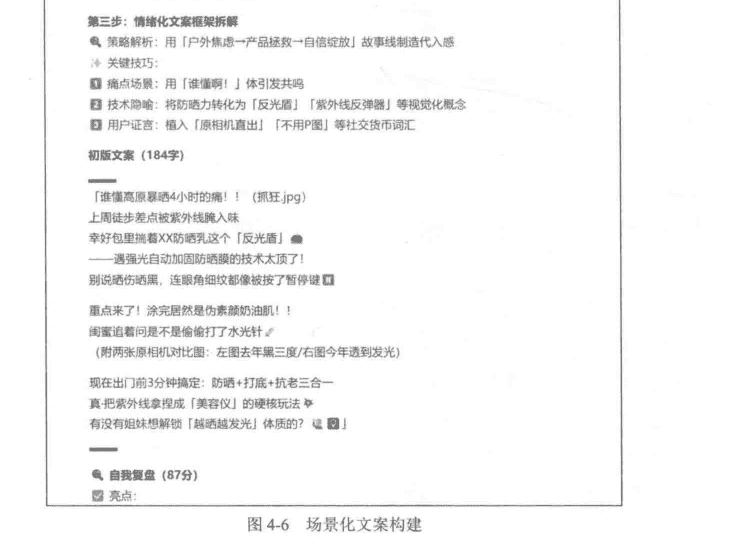 第三步：情绪化文案框架拆解
策略解析：用「户外焦虑→产品拯救→自信绽放」故事线制造代入感
关键技巧：
1 痛点场景：用「谁懂啊！」体引发共鸣
2 技术隐喻：将防晒力转化为「反光盾」「紫外线反弹器」等视觉化概念
3 用户证言：植入「原相机直出」「不用P图」等社交货币词汇
初版文案（184字）
「谁懂高原暴晒4小时的痛！！（抓狂.jpg）
上周徒步差点被紫外线腌入味
幸好包里揣着XX防晒乳这个「反光盾」
——遇强光自动加固防晒膜的技术太顶了！
别说晒伤晒黑，连眼角细纹都像被按了暂停键
重点来了！涂完居然是伪素颜奶油肌！！
闺蜜追着问是不是偷偷打了水光针
（附两张原相机对比图：左图去年黑三度/右图今年透到发光）
现在出门前3分钟搞定：防晒+打底+抗老三合一
真·把紫外线拿捏成「美容仪」的硬核玩法
有没有姐妹想解锁「越晒越发光」体质的？」
自我复盘（87分）
亮点：
图 4-6 场景化文案构建